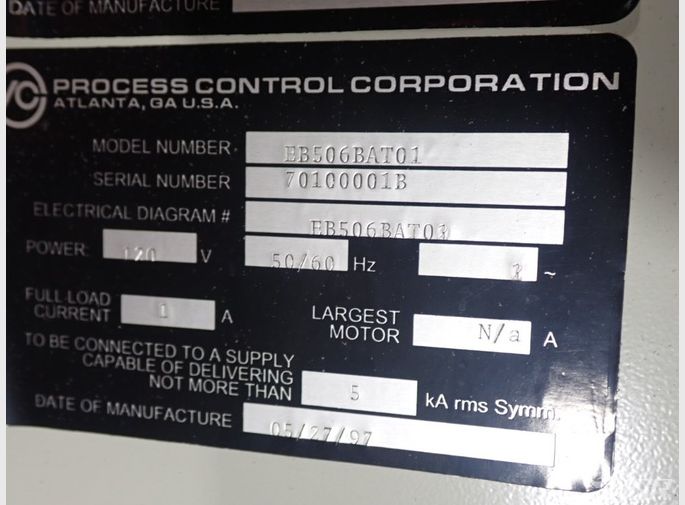 DATE OF MANUFACTURE
PROCESS CONTROL CORPORATION
ATLANTA, GA U.S.A.
MODEL NUMBER EB506BAT01
SERIAL NUMBER 70100001B
ELECTRICAL DIAGRAM # EB506BAT01
POWER: 120 V 50/60 Hz 1 ~
FULL-LOAD CURRENT 1 A
LARGEST MOTOR N/a A
TO BE CONNECTED TO A SUPPLY
CAPABLE OF DELIVERING
NOT MORE THAN 5 kA rms Symm.
DATE OF MANUFACTURE 05/27/97